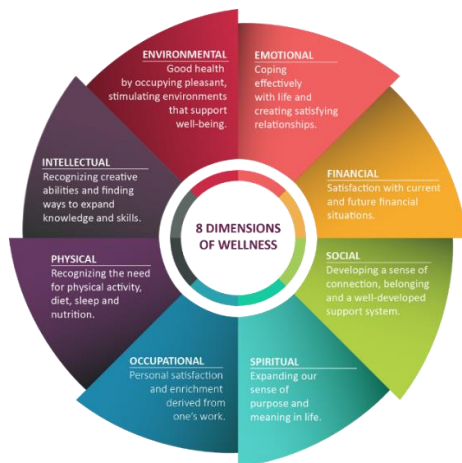 ENVIRONMENTAL
Good health
by occupying pleasant,
stimulating environments
that support
well-being.
EMOTIONAL
Coping
effectively
with life and
creating satisfying
relationships.
FINANCIAL
Satisfaction with current
and future financial
situations.
SOCIAL
Developing a sense of
connection, belonging
and a well-developed
support system.
SPIRITUAL
Expanding our
sense of
purpose and
meaning in life.
OCCUPATIONAL
Personal satisfaction
and enrichment
derived from
one's work.
PHYSICAL
Recognizing the need
for physical activity,
diet, sleep and
nutrition.
INTELLECTUAL
Recognizing creative
abilities and finding
ways to expand
knowledge and skills.
8 DIMENSIONS
OF WELLNESS